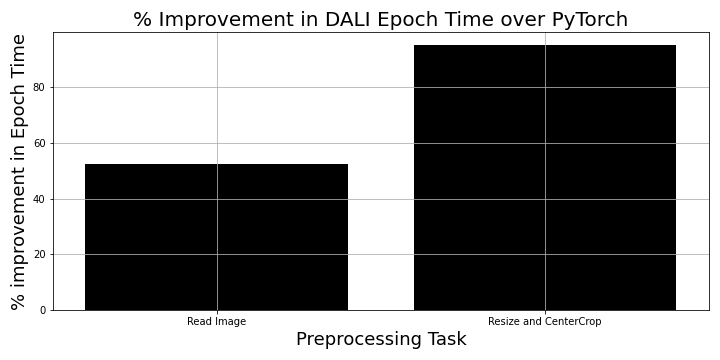 % Improvement in DALI Epoch Time over PyTorch
% improvement in Epoch Time
80
60
40
20
0
Read Image
Resize and CenterCrop
Preprocessing Task